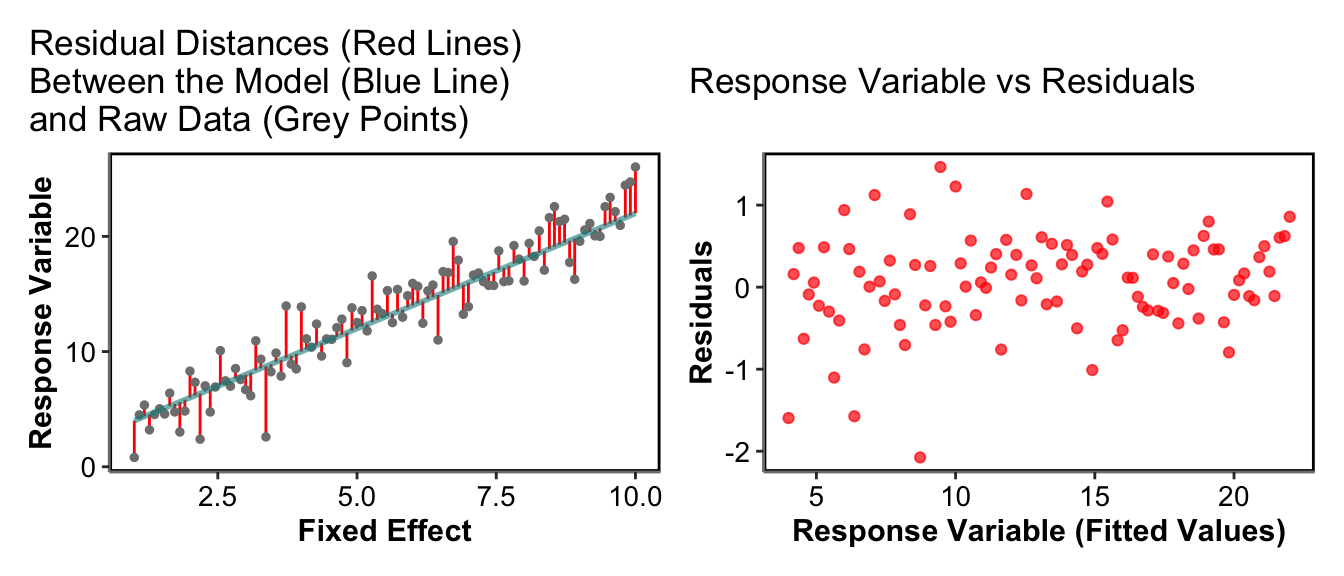 Residual Distances (Red Lines)
Between the Model (Blue Line)
and Raw Data (Grey Points)
Response Variable
20
10
0
2.5 5.0 7.5 10.0
Fixed Effect
Response Variable vs Residuals
Residuals
1
0
-1
-2
5 10 15 20
Response Variable (Fitted Values)